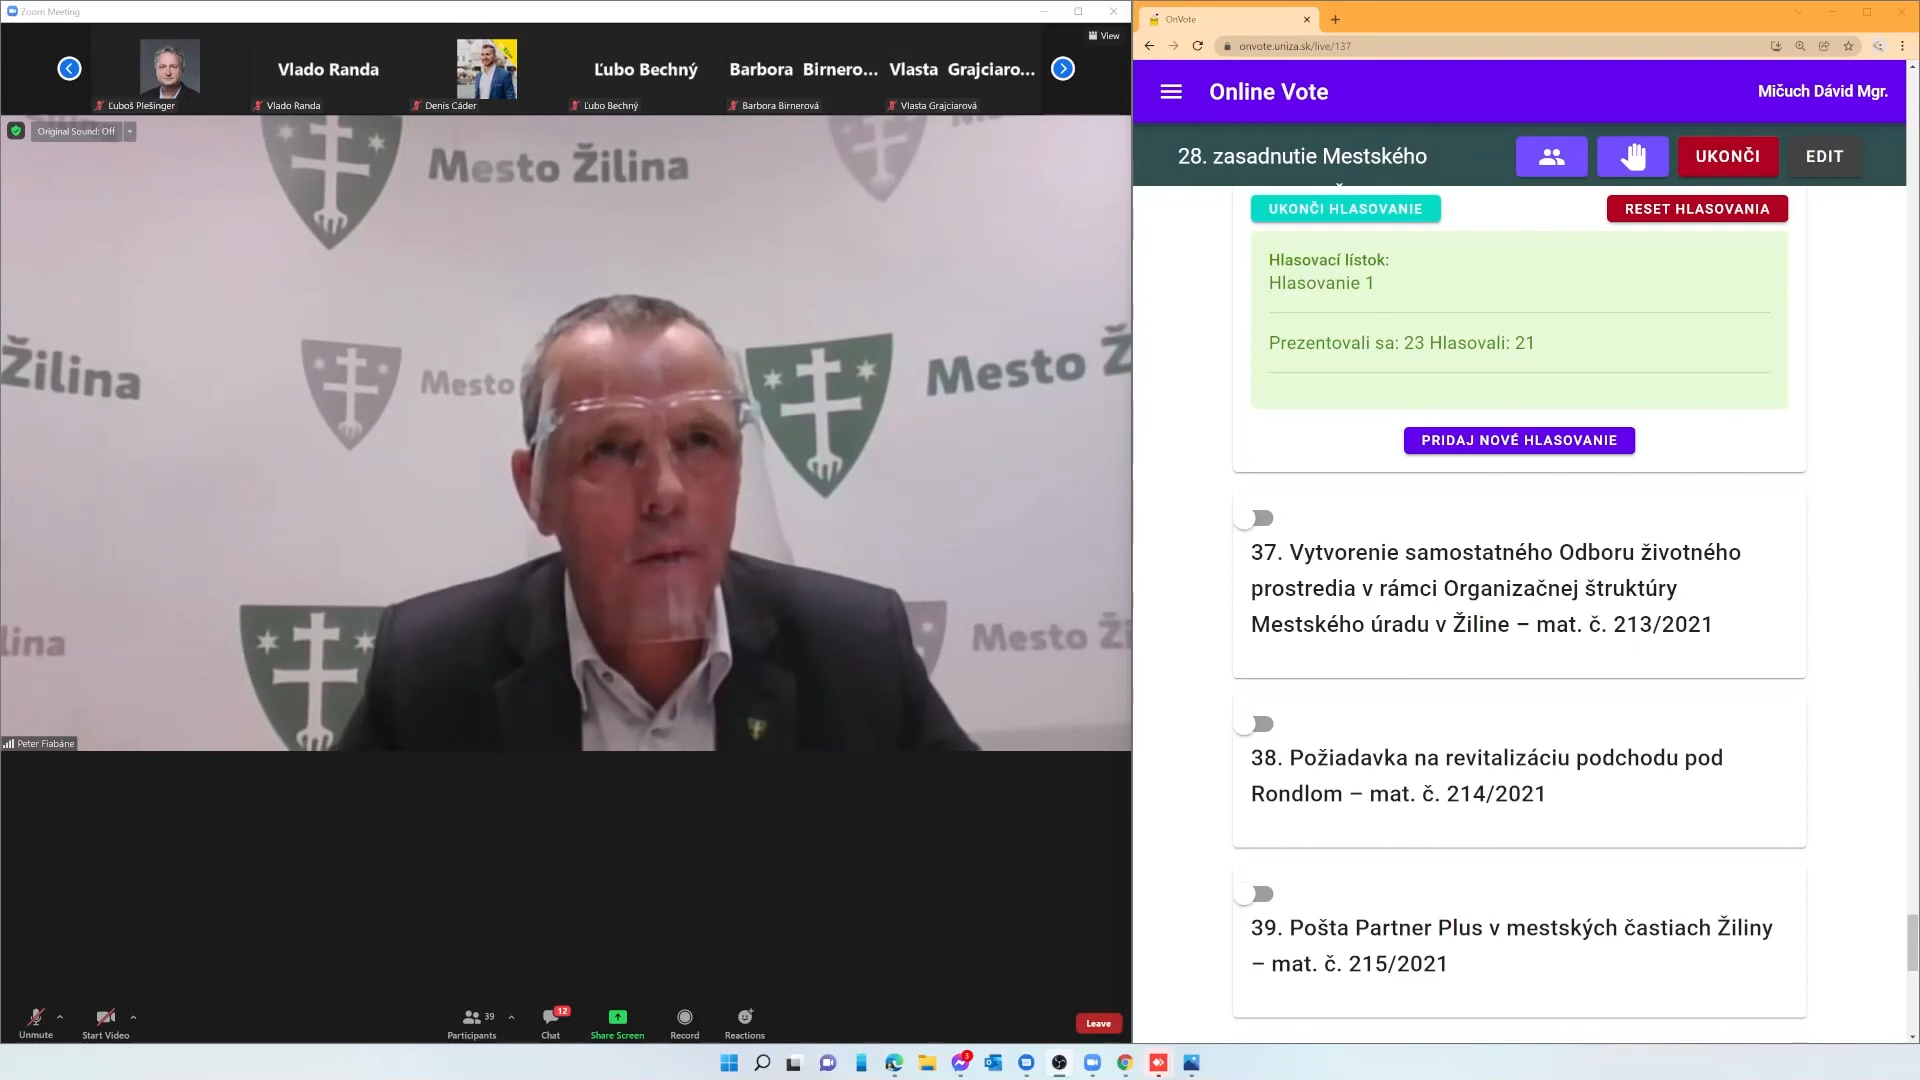 Zoom Meeting
View
Vlado Randa
Ľubo Bechný
Barbora Birnero...
Vlasta Grajciaro...
Ľuboš Plešinger
Vlado Randa
Denis Cáder
Ľubo Bechný
Barbora Birnerová
Vlasta Grajciarová
Original Sound: Off
Mesto Žilina
Žilina
Mesto
Mesto Ž
lina
Mesto Ži
Peter Fiabáne
Unmute
Start Video
39
Participants
12
Chat
Share Screen
Record
Reactions
Leave
OnVote
onvote.uniza.sk/live/137
Online Vote
Mičuch Dávid Mgr.
28. zasadnutie Mestského
UKONČI
EDIT
UKONČI HLASOVANIE
RESET HLASOVANIA
Hlasovací lístok:
Hlasovanie 1
Prezentovali sa: 23 Hlasovali: 21
PRIDAJ NOVÉ HLASOVANIE
37. Vytvorenie samostatného Odboru životného
prostredia v rámci Organizačnej štruktúry
Mestského úradu v Žiline – mat. č. 213/2021
38. Požiadavka na revitalizáciu podchodu pod
Rondlom – mat. č. 214/2021
39. Pošta Partner Plus v mestských častiach Žiliny
– mat. č. 215/2021
3